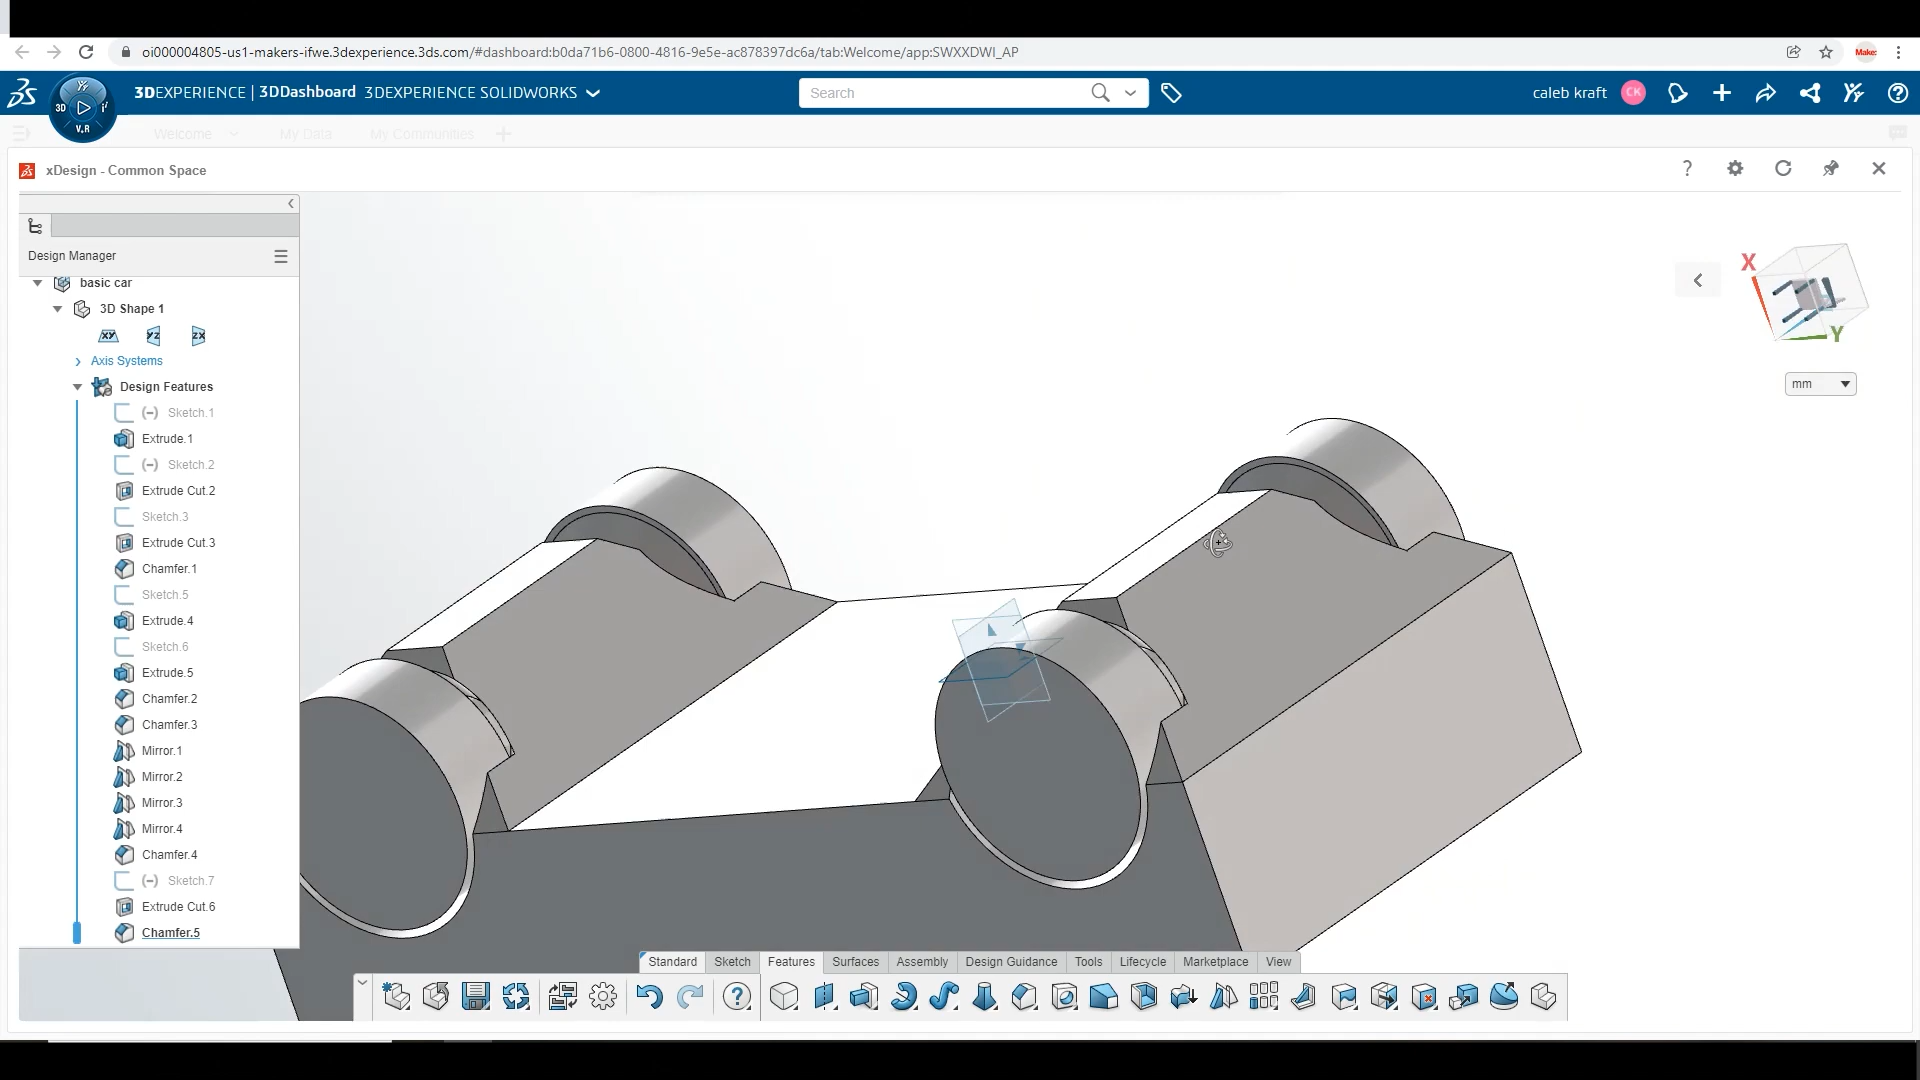 oi000004805-us1-makers-ifwe.3dexperience.3ds.com/#dashboard:b0da71b6-0800-4816-9e5e-ac878397dc6a/tab:Welcome/app:SWXXDWI_AP
Make:
3D
V.R
3DEXPERIENCE | 3DDashboard 3DEXPERIENCE SOLIDWORKS
Search
caleb kraft
CK
Welcome
My Data
My Communities
xDesign - Common Space
Design Manager
basic car
3D Shape 1
XY
YZ
ZX
Axis Systems
Design Features
(-) Sketch.1
Extrude.1
(-) Sketch.2
Extrude Cut.2
Sketch.3
Extrude Cut.3
Chamfer.1
Sketch.5
Extrude.4
Sketch.6
Extrude.5
Chamfer.2
Chamfer.3
Mirror.1
Mirror.2
Mirror.3
Mirror.4
Chamfer.4
(-) Sketch.7
Extrude Cut.6
Chamfer.5
X
Y
mm
Standard
Sketch
Features
Surfaces
Assembly
Design Guidance
Tools
Lifecycle
Marketplace
View